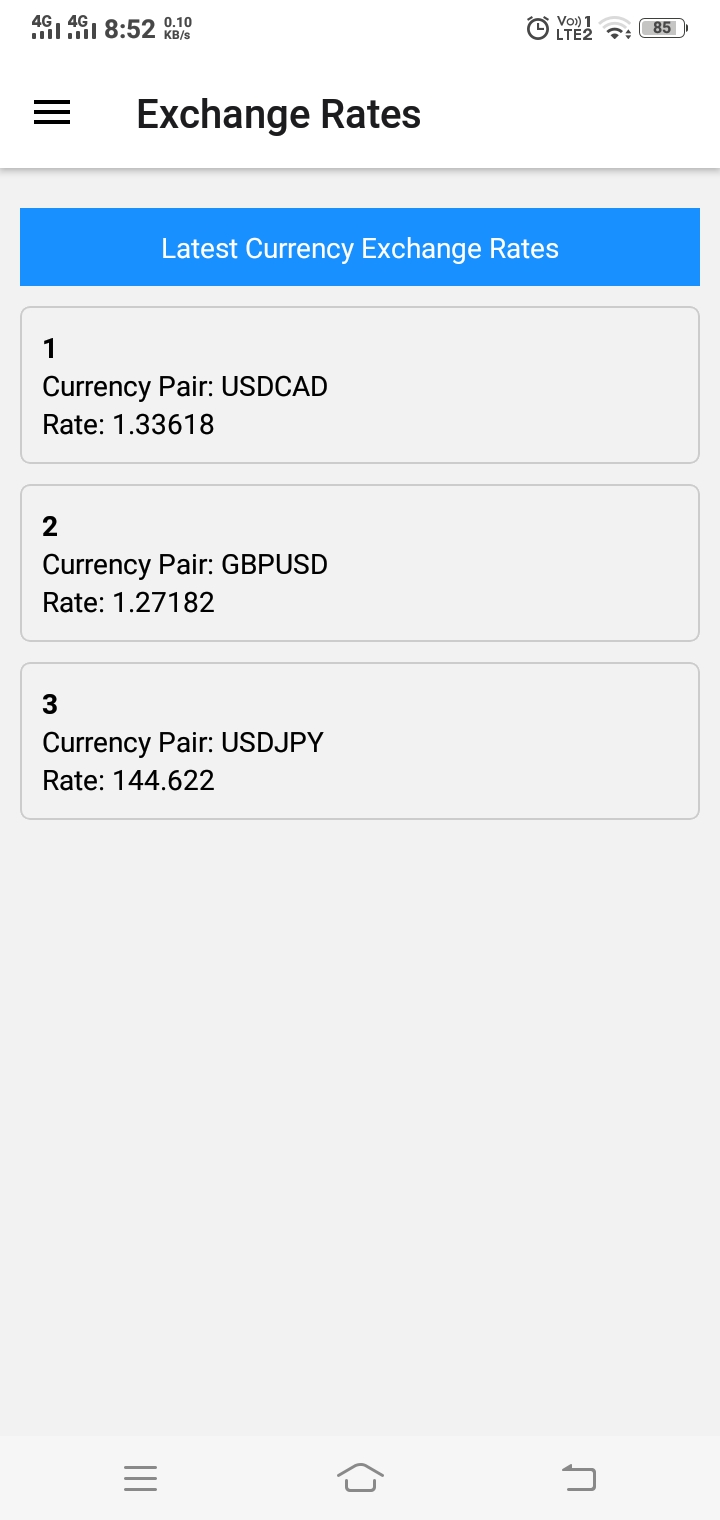 4G 4G 8:52 0.10 KB/s Vo)) 1 LTE2 85
Exchange Rates
Latest Currency Exchange Rates
1
Currency Pair: USDCAD
Rate: 1.33618
2
Currency Pair: GBPUSD
Rate: 1.27182
3
Currency Pair: USDJPY
Rate: 144.622